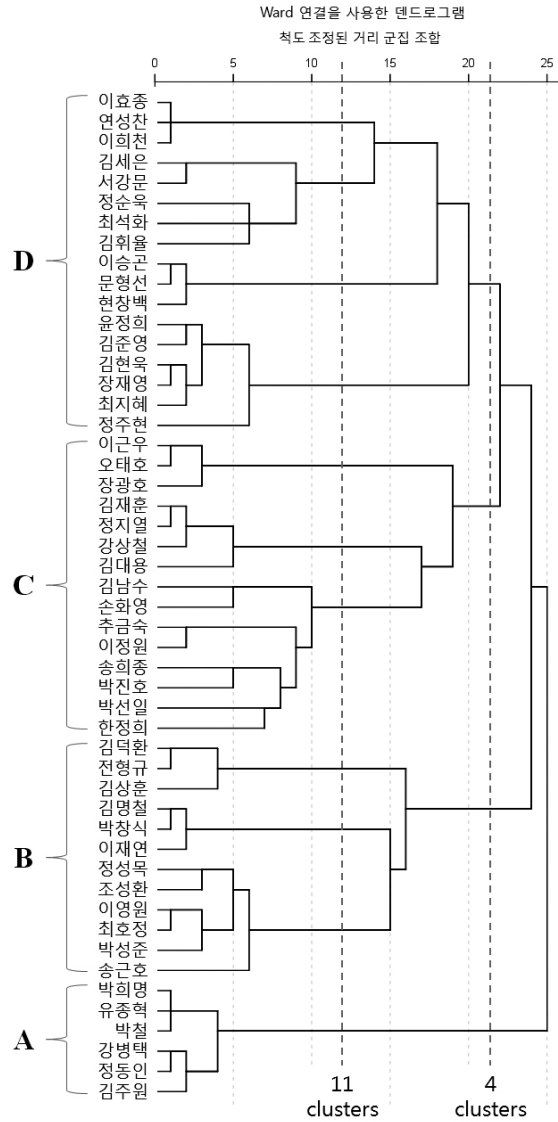 Ward 연결을 사용한 덴드로그램
척도 조정된 거리 군집 조합
0 5 10 15 20 25
이효종
연성찬
이희천
김세은
서강문
정순욱
최석화
김휘율
D
이승곤
문형선
현창백
윤정희
김준영
김현욱
장재영
최지혜
정주현
이근우
오태호
장광호
김재훈
정지열
강상철
김대용
C
김남수
손화영
추금숙
이정원
송희종
박진호
박선일
한정희
김덕환
전형규
김상훈
김명철
박창식
이재연
B
정성목
조성환
이영원
최호정
박성준
송근호
박희명
유종혁
박철
A
강병택
정동인
김주원
11 4
clusters clusters